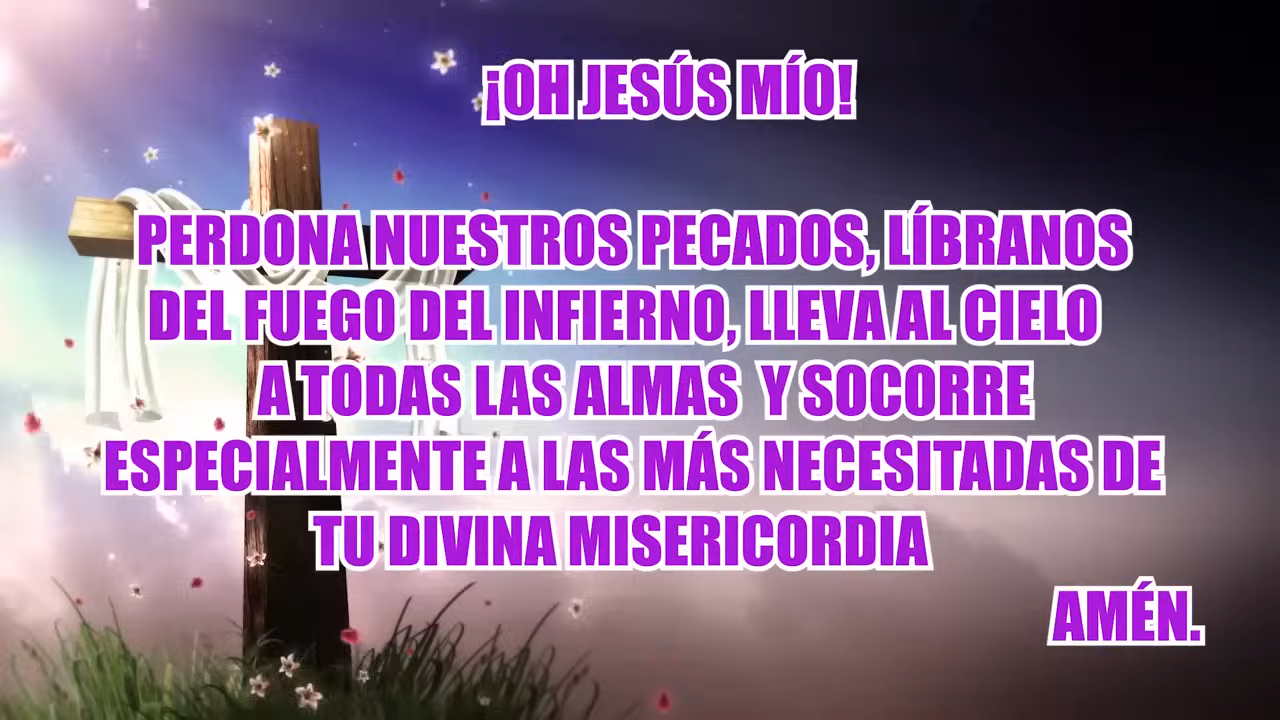 ¡OH JESÚS MÍO!
PERDONA NUESTROS PECADOS, LÍBRANOS
DEL FUEGO DEL INFIERNO, LLEVA AL CIELO
A TODAS LAS ALMAS Y SOCORRE
ESPECIALMENTE A LAS MÁS NECESITADAS DE
TU DIVINA MISERICORDIA
AMÉN.